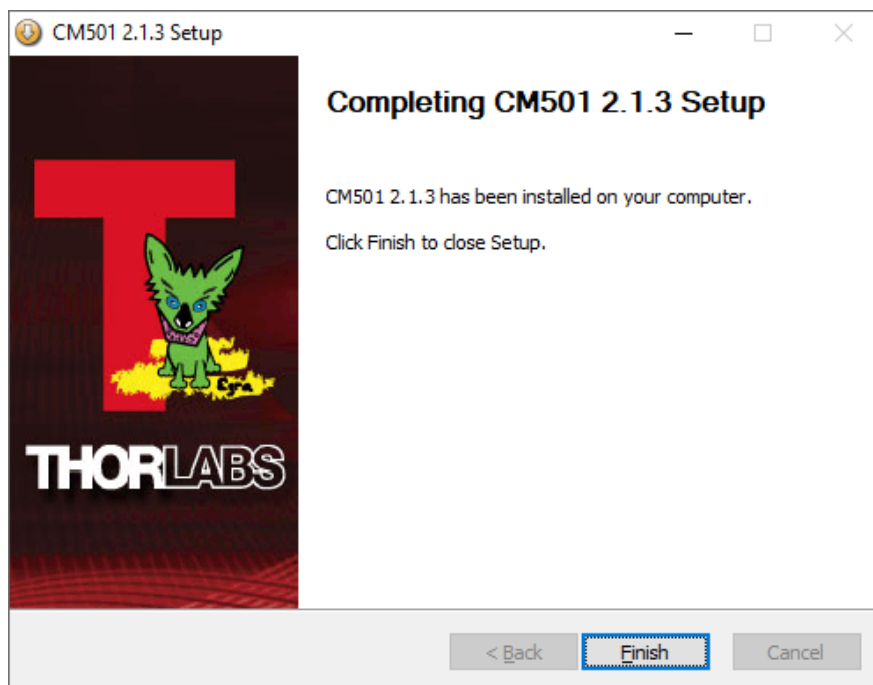 CM501 2.1.3 Setup
Completing CM501 2.1.3 Setup
CM501 2.1.3 has been installed on your computer.
Click Finish to close Setup.
T
THORLABS
< Back
Finish
Cancel